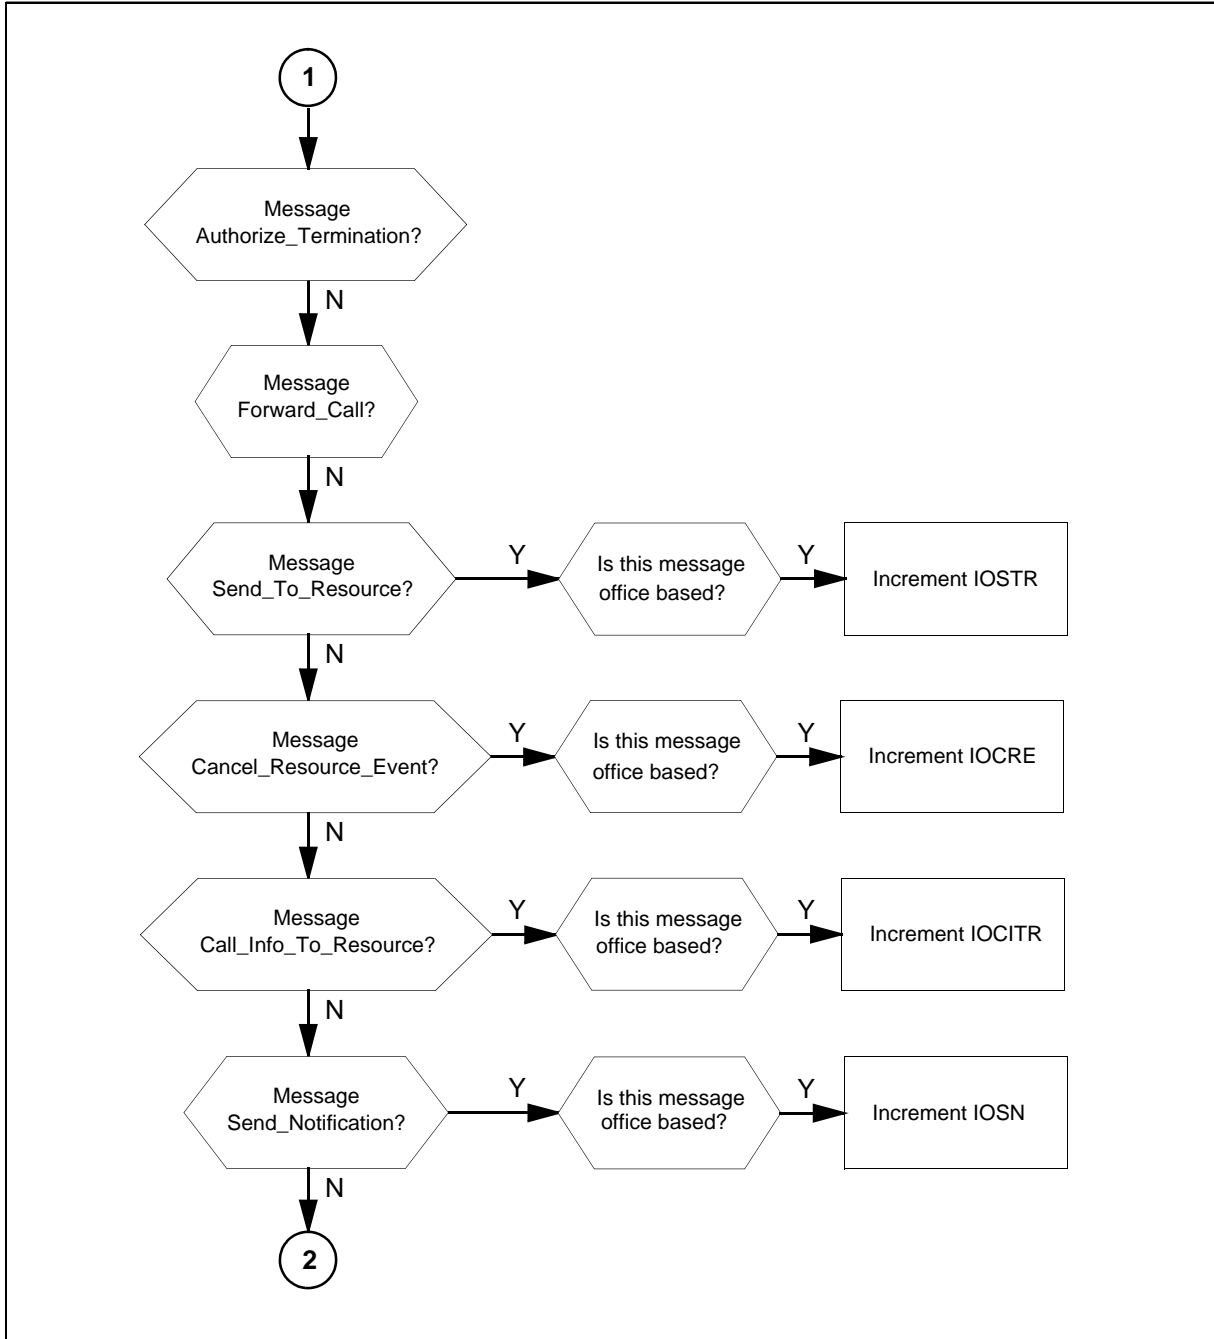 1
Message
Authorize_Termination?
N
Message
Forward_Call?
N
Message
Send_To_Resource?
Y
Is this message
office based?
Y
Increment IOSTR
N
Message
Cancel_Resource_Event?
Y
Is this message
office based?
Y
Increment IOCRE
N
Message
Call_Info_To_Resource?
Y
Is this message
office based?
Y
Increment IOCITR
N
Message
Send_Notification?
Y
Is this message
office based?
Y
Increment IOSN
N
2